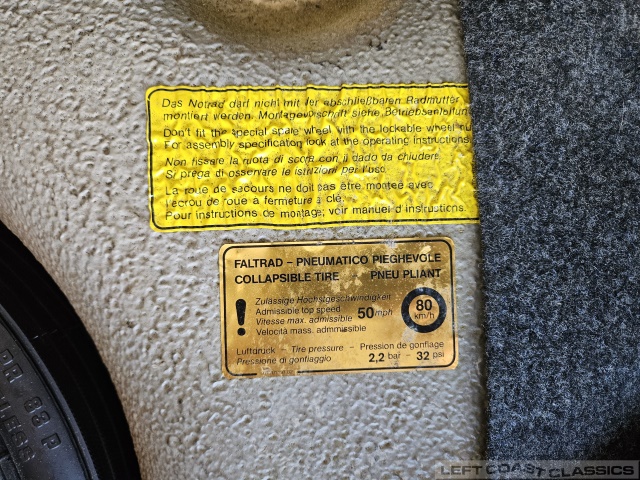 Das Notrad darf nicht mit der abschließbaren Radmutter
montiert werden. Montagevorschrift siehe Betriebsanleitung
Don't fit the special spare wheel with the lockable wheel nu
For assembly specification look at the operating instructions
Non fissare la ruota di scorta con il dado da chiudere.
Si prega di osservare le istruzioni per l'uso.
La roue de secours ne doit pas être montée avec
l'écrou de roue à fermeture à clé.
Pour instructions de montage, voir manuel d'instructions.
FALTRAD – PNEUMATICO PIEGHEVOLE
COLLAPSIBLE TIRE PNEU PLIANT
! Zulässige Höchstgeschwindigkeit
Admissible top speed
Vitesse max. admissible 50 mph
Velocità mass. admmissible
80 km/h
Luftdruck – Tire pressure – Pression de gonflage
Pressione di gonfiaggio 2,2 bar – 32 psi
LEFT COAST CLASSICS